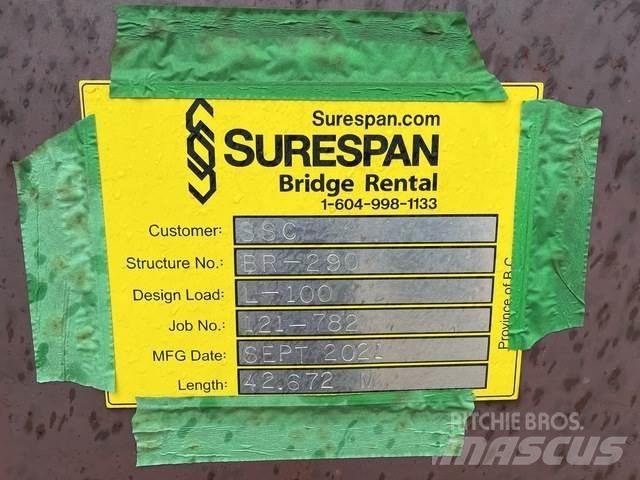 Surespan.com
SURESPAN
Bridge Rental
1-604-998-1133
Customer: SSC
Structure No.: BR-290
Design Load: L-100
Job No.: 121-782
MFG Date: SEPT 2021
Length: 42.672 M
Province of B.C.
RITCHIE BROS.
MASCUS